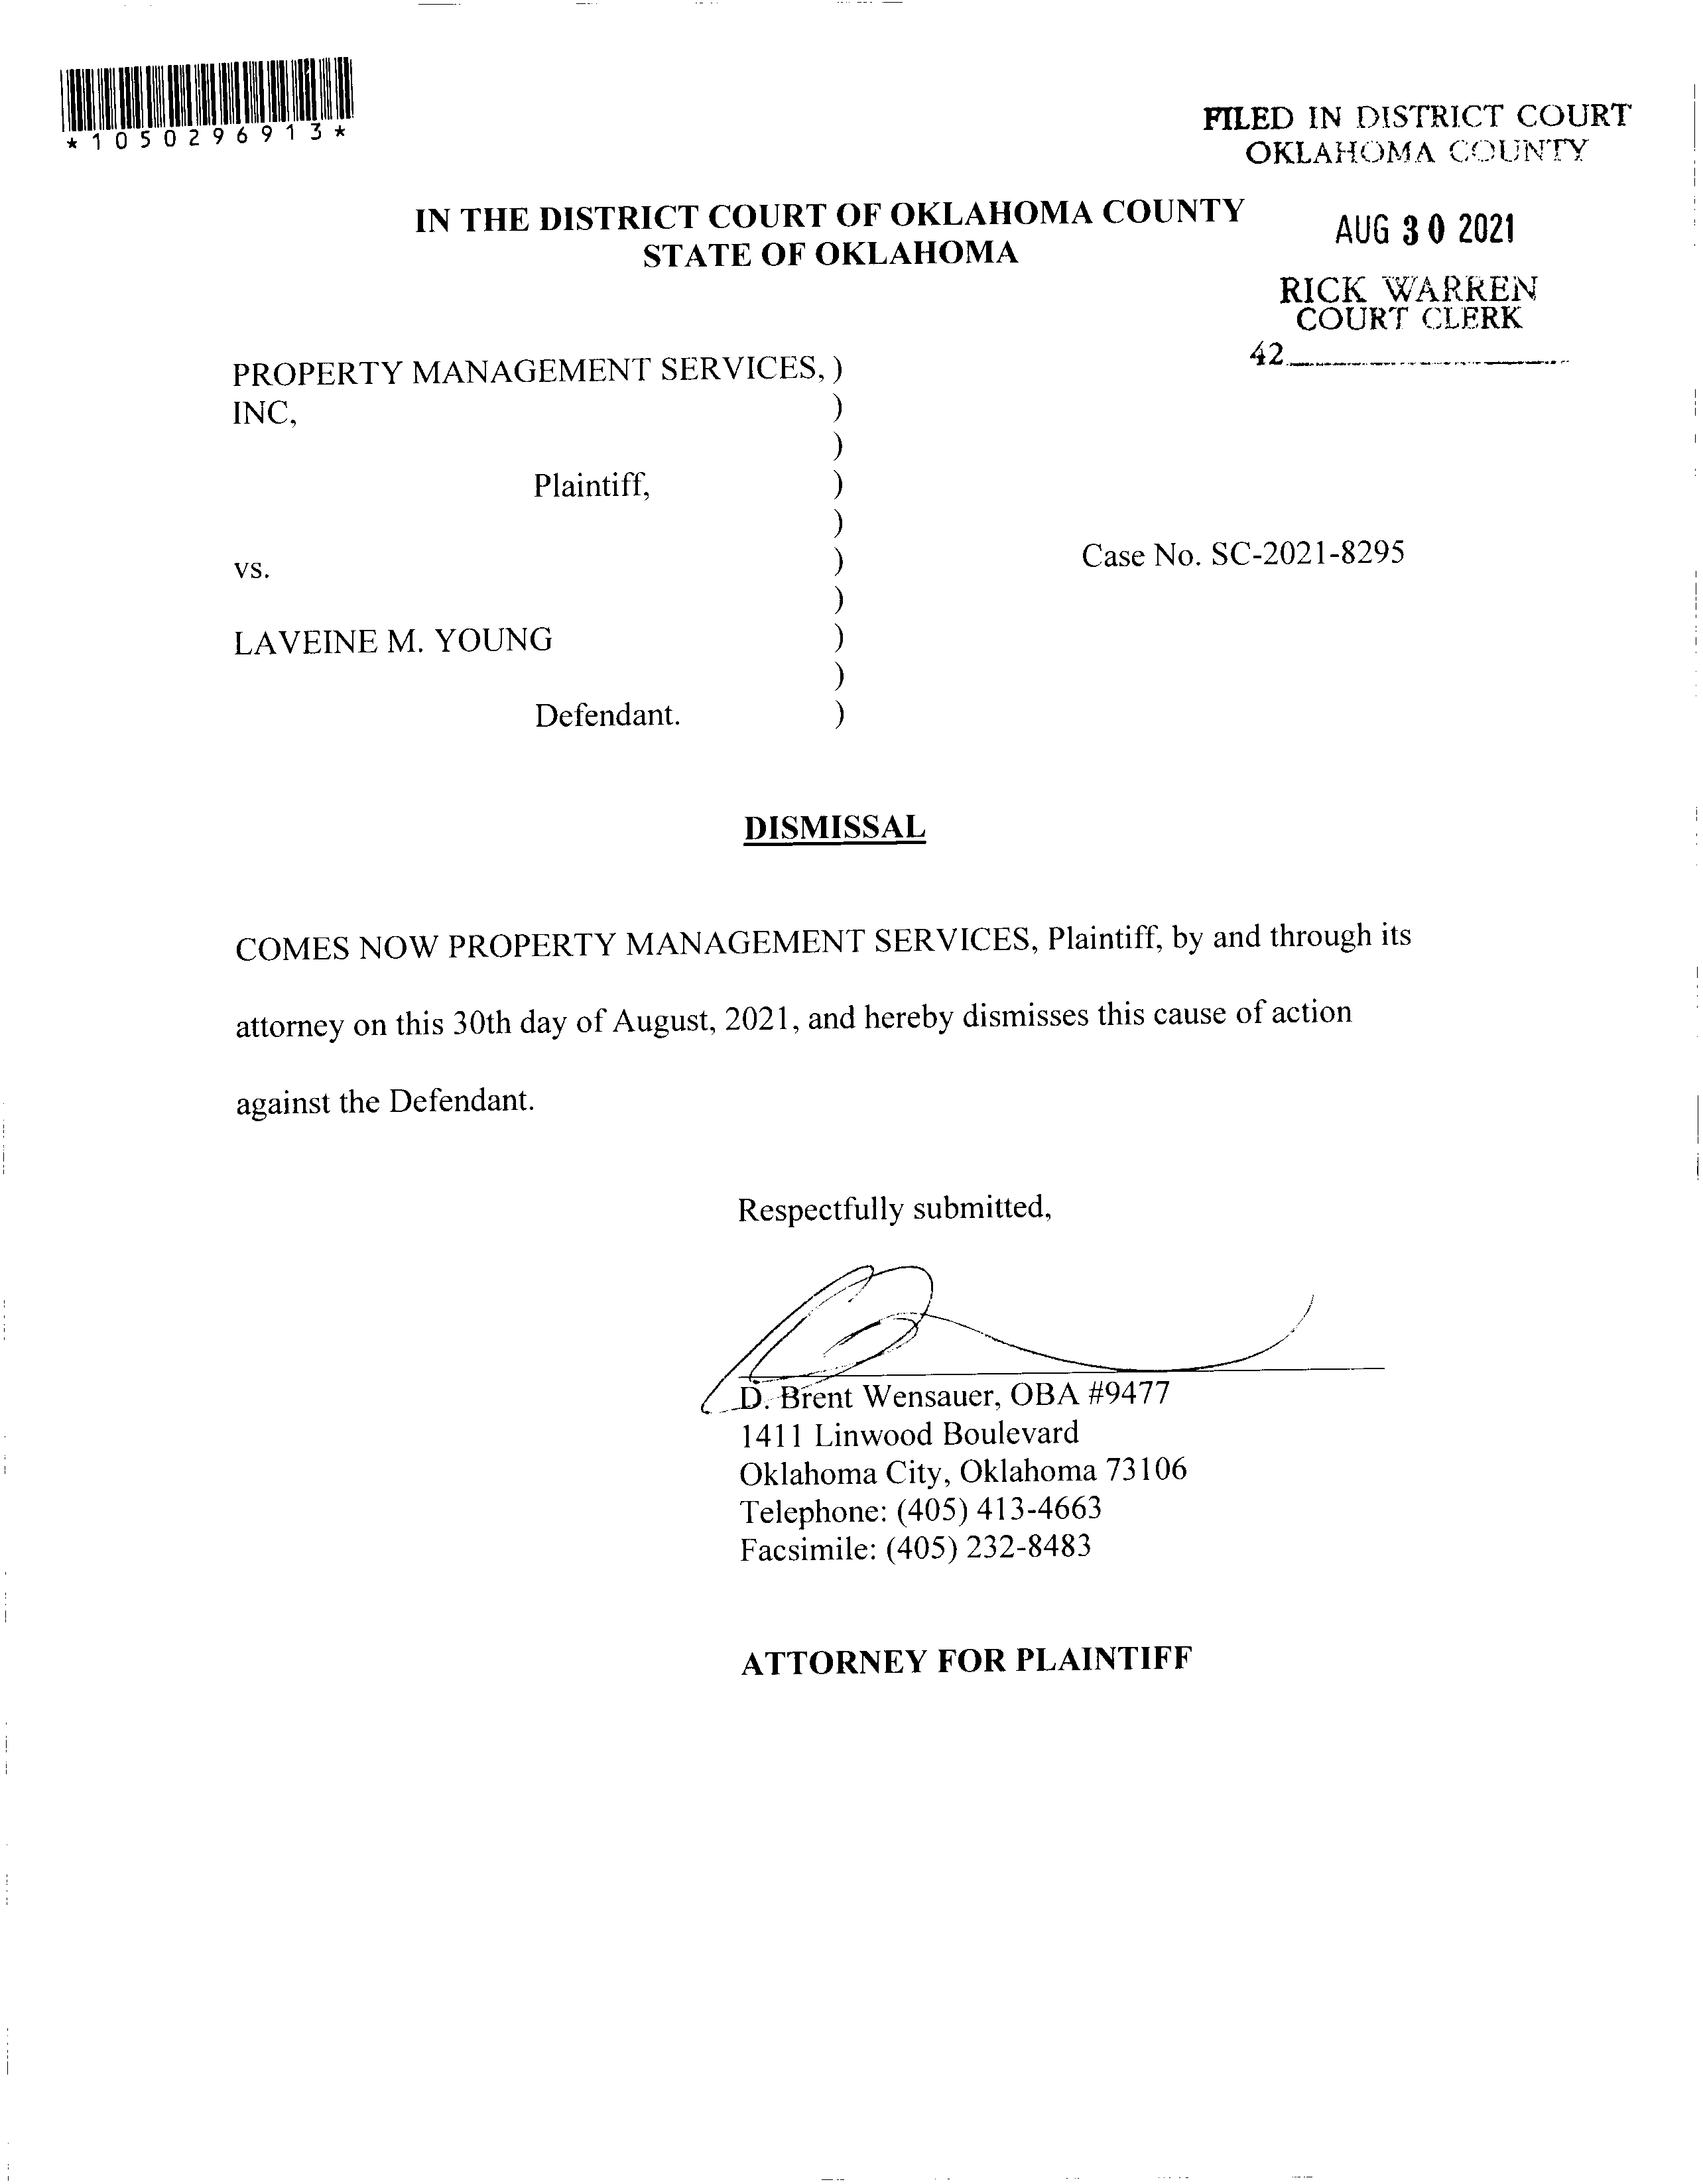 *1050296913*
FILED IN DISTRICT COURT
OKLAHOMA COUNTY
IN THE DISTRICT COURT OF OKLAHOMA COUNTY
STATE OF OKLAHOMA
AUG 30 2021
RICK WARREN
COURT CLERK
42
PROPERTY MANAGEMENT SERVICES, )
INC, )
)
Plaintiff, )
)
vs. )
Case No. SC-2021-8295
)
LAVEINE M. YOUNG )
)
Defendant. )
DISMISSAL
COMES NOW PROPERTY MANAGEMENT SERVICES, Plaintiff, by and through its
attorney on this 30th day of August, 2021, and hereby dismisses this cause of action
against the Defendant.
Respectfully submitted,
D. Brent Wensauer, OBA #9477
1411 Linwood Boulevard
Oklahoma City, Oklahoma 73106
Telephone: (405) 413-4663
Facsimile: (405) 232-8483
ATTORNEY FOR PLAINTIFF